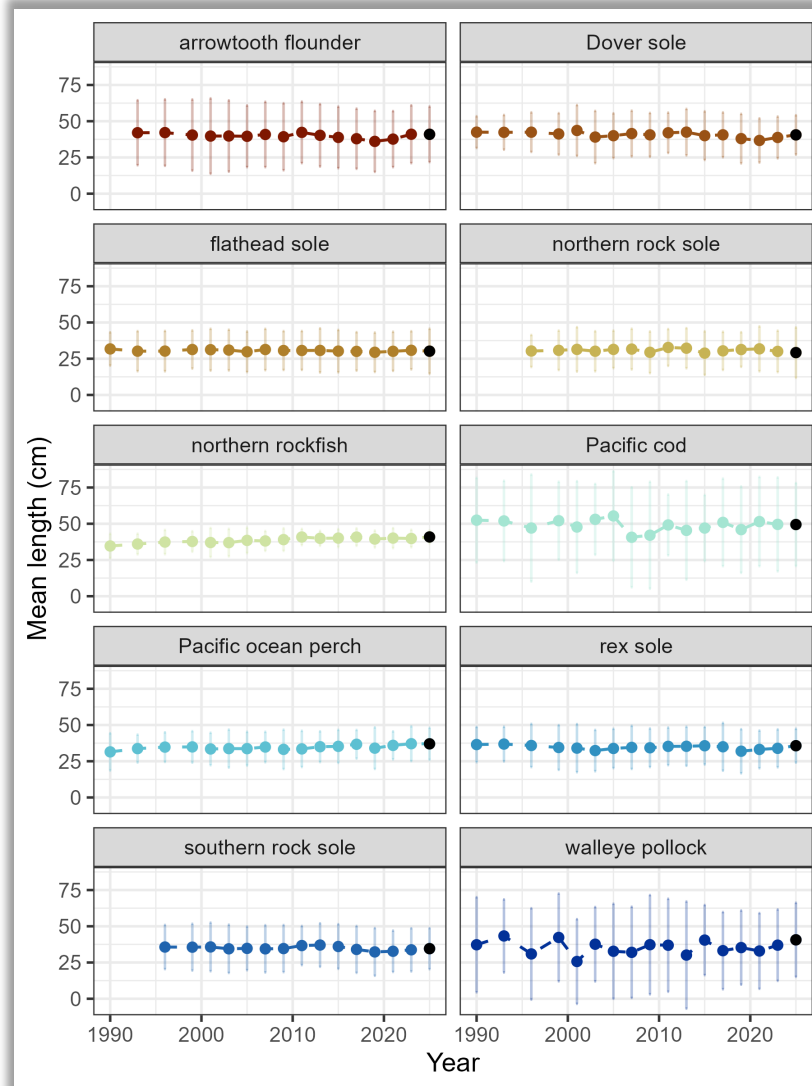 arrowtooth flounder
Dover sole
75
50
25
0
flathead sole
northern rock sole
75
50
25
0
northern rockfish
Pacific cod
75
50
25
0
Mean length (cm)
Pacific ocean perch
rex sole
75
50
25
0
southern rock sole
walleye pollock
75
50
25
0
1990 2000 2010 2020 1990 2000 2010 2020
Year